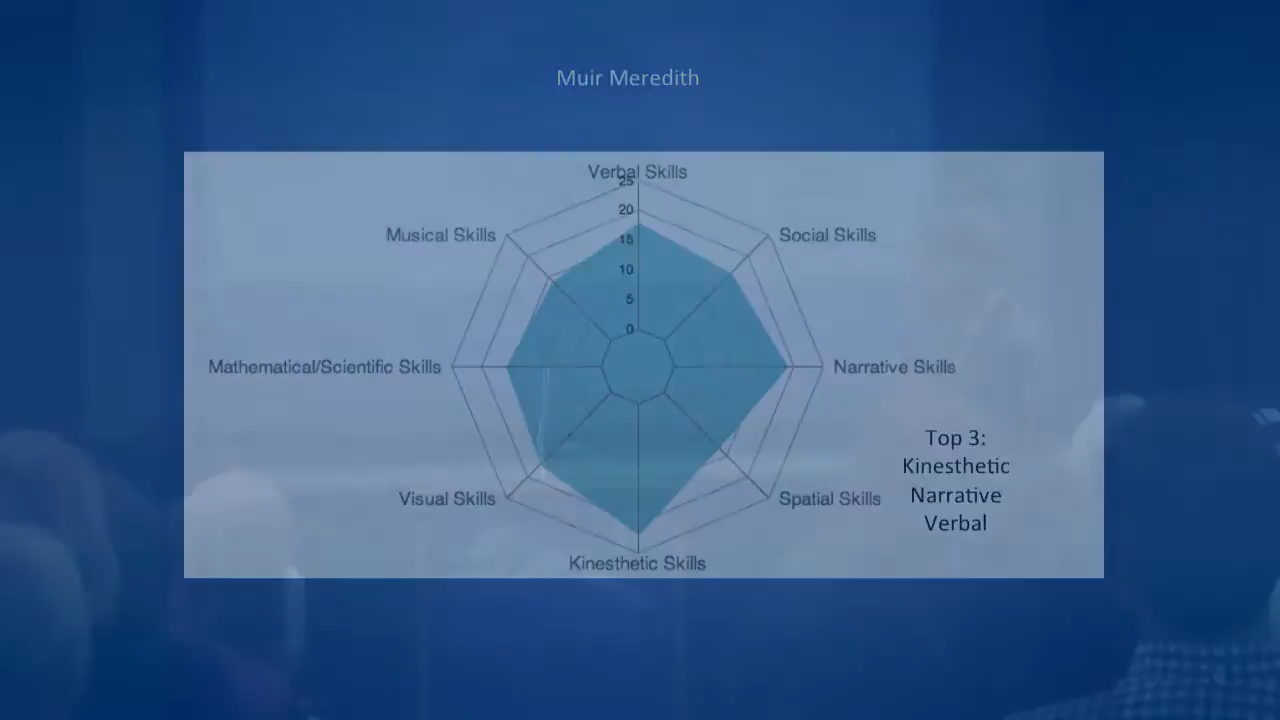 Muir Meredith
Verbal Skills
25
20
15
10
5
0
Musical Skills
Social Skills
Mathematical/Scientific Skills
Narrative Skills
Visual Skills
Spatial Skills
Kinesthetic Skills
Top 3:
Kinesthetic
Narrative
Verbal